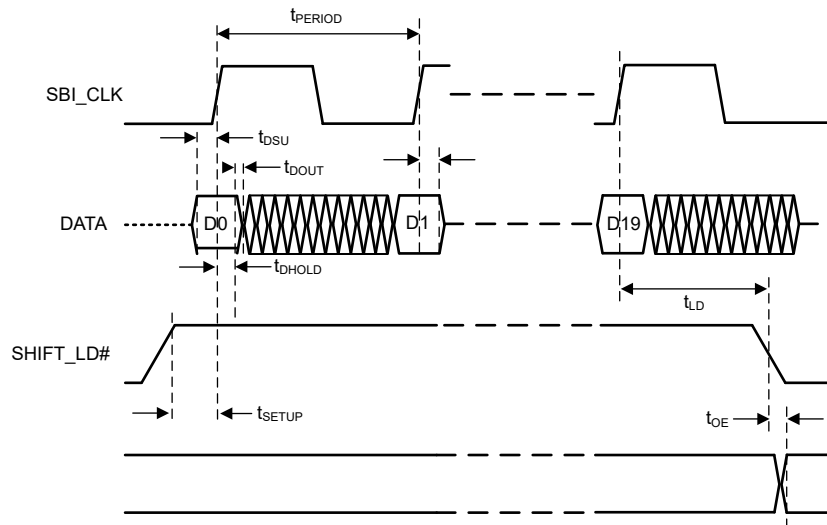 tPERIOD
SBI_CLK
tDSU
tDOUT
DATA
D0
D1
D19
tDHOLD
tLD
SHIFT_LD#
tSETUP
tOE